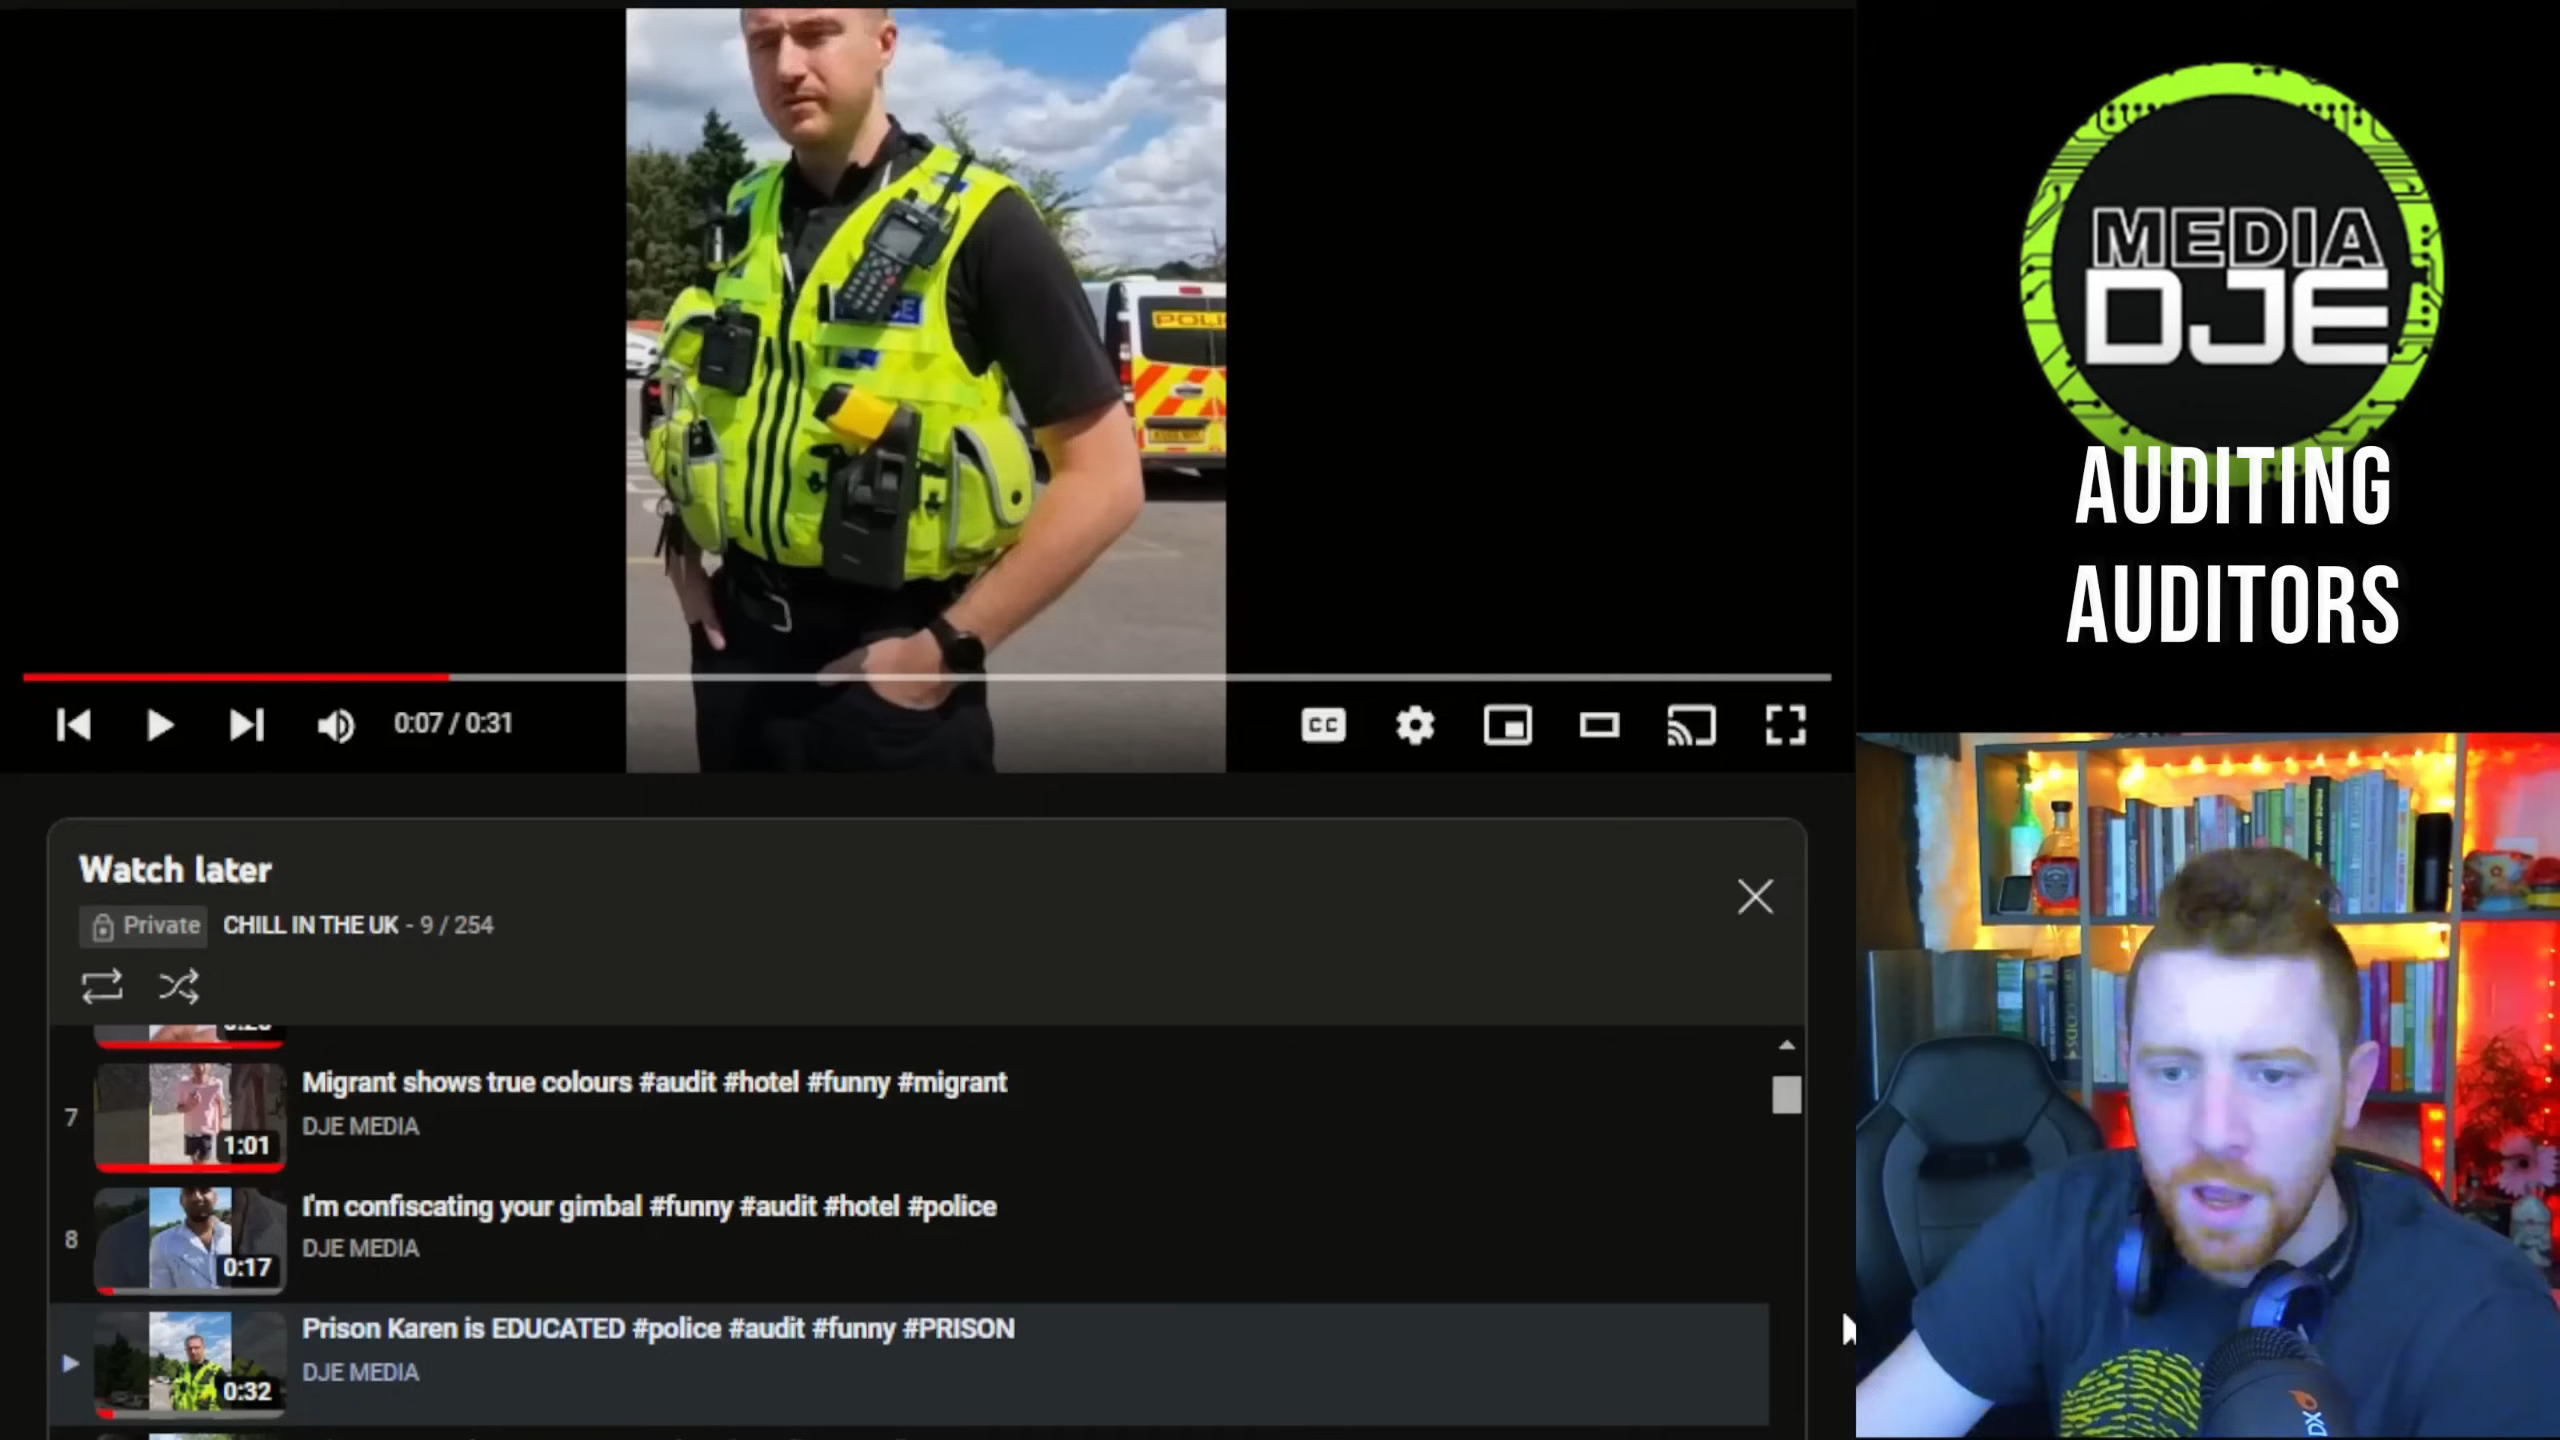 POLI
MEDIA
DJE
AUDITING
AUDITORS
0:07 / 0:31
CC
Watch later
Private CHILL IN THE UK - 9 / 254
7
1:01
Migrant shows true colours #audit #hotel #funny #migrant
DJE MEDIA
8
0:17
I'm confiscating your gimbal #funny #audit #hotel #police
DJE MEDIA
0:32
Prison Karen is EDUCATED #police #audit #funny #PRISON
DJE MEDIA